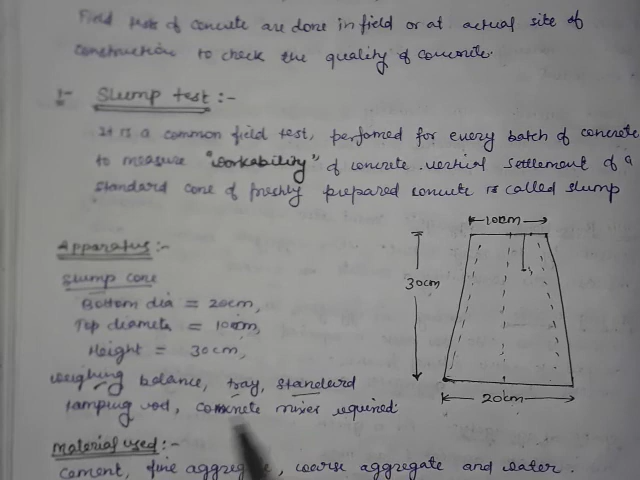 Field tests of concrete are done in field or at actual site of
construction to check the quality of concrete.
1- Slump test :-
It is a common field test, perfomed for every batch of concrete
to measure "workability" of concrete. vertical settlement of a
standard cone of freshly prepared concrete is called slump
Apparatus :-
Slump cone
Bottom dia = 20cm,
Top diameter = 10cm,
Height = 30cm,
weighing balance, tray, standard
tamping rod, concrete mixer required.
10cm
30cm
20cm
Material used :-
cement, fine aggregate, coarse aggregate and water.